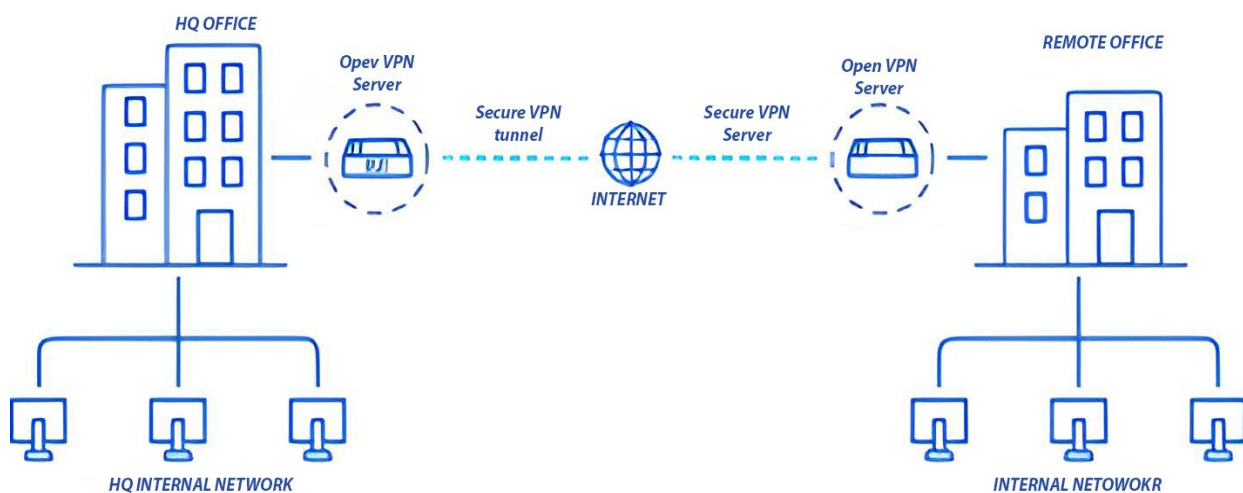 HQ OFFICE
REMOTE OFFICE
Opev VPN
Server
Open VPN
Server
Secure VPN
tunnel
Secure VPN
Server
INTERNET
HQ INTERNAL NETWORK
INTERNAL NETOWOKR